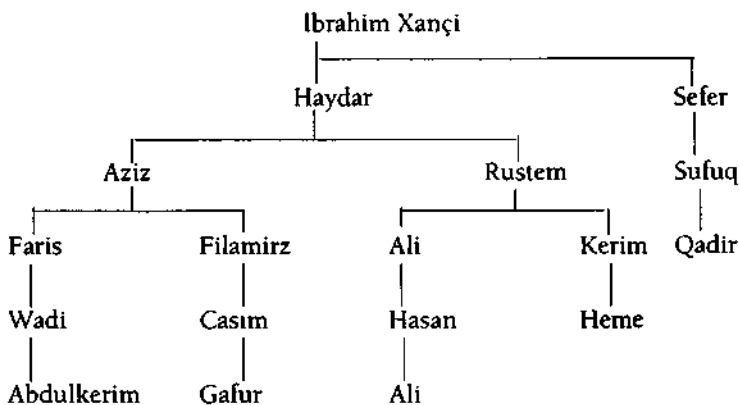 Ibrahim Xançi
Haydar Sefer
Aziz Rustem Sufuq
Faris Filamirz Ali Kerim Qadir
Wadi Casım Hasan Heme
Abdulkerim Gafur Ali